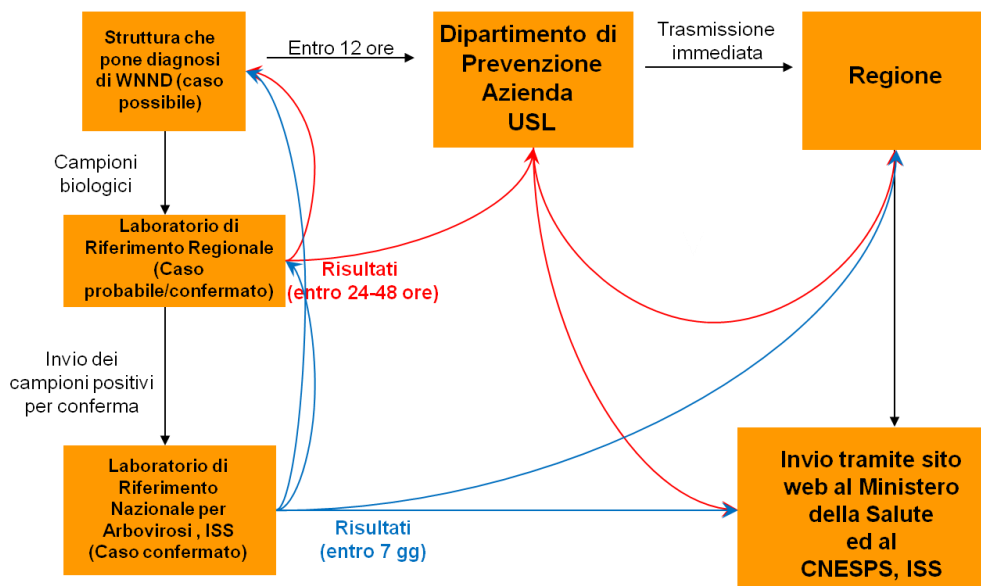 Struttura che
pone diagnosi
di WNND (caso
possibile)
Entro 12 ore
Dipartimento di
Prevenzione
Azienda
USL
Trasmissione
immediata
Regione
Campioni
biologici
Laboratorio di
Riferimento Regionale
(Caso
probabile/confermato)
Risultati
(entro 24-48 ore)
Invio dei
campioni positivi
per conferma
Laboratorio di
Riferimento
Nazionale per
Arbovirosi , ISS
(Caso confermato)
Risultati
(entro 7 gg)
Invio tramite sito
web al Ministero
della Salute
ed al
CNESPS, ISS